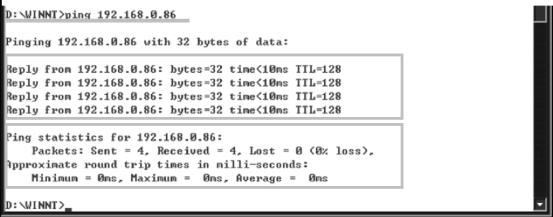 D:\WINNT>ping 192.168.0.86
Pinging 192.168.0.86 with 32 bytes of data:
Reply from 192.168.0.86: bytes=32 time<10ms TTL=128
Reply from 192.168.0.86: bytes=32 time<10ms TTL=128
Reply from 192.168.0.86: bytes=32 time<10ms TTL=128
Reply from 192.168.0.86: bytes=32 time<10ms TTL=128
Ping statistics for 192.168.0.86:
    Packets: Sent = 4, Received = 4, Lost = 0 (0% loss),
Approximate round trip times in milli-seconds:
    Minimum = 0ms, Maximum =  0ms, Average =  0ms
D:\WINNT>_